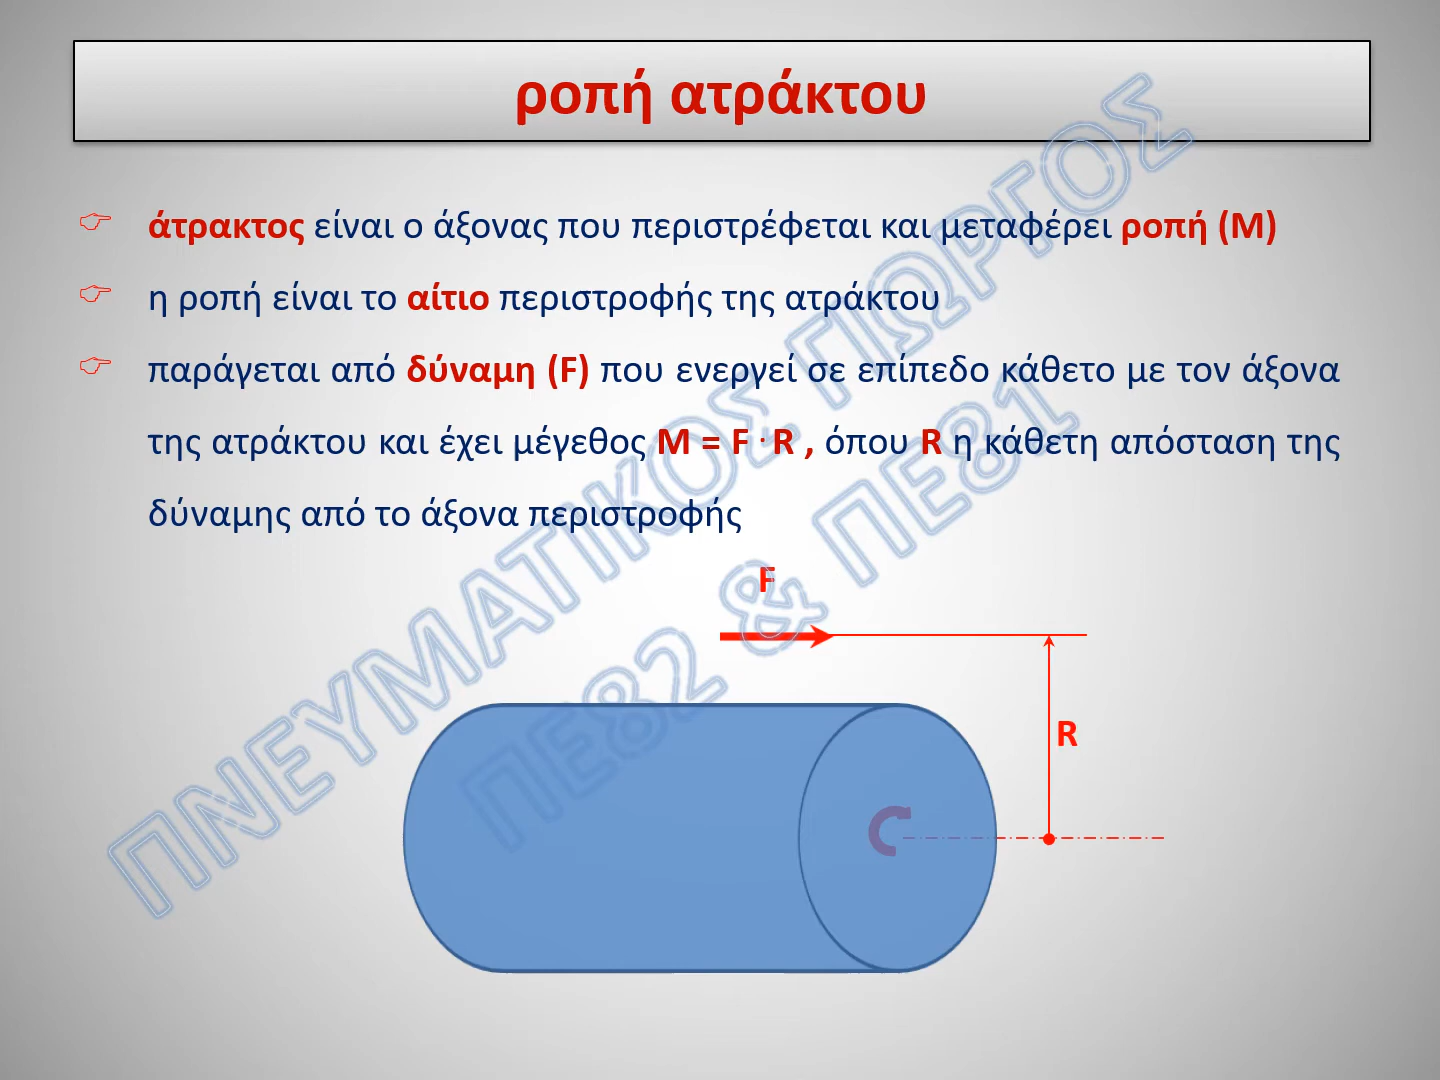 ροπή ατράκτου
άτρακτος είναι ο άξονας που περιστρέφεται και μεταφέρει ροπή (Μ)
η ροπή είναι το αίτιο περιστροφής της ατράκτου
παράγεται από δύναμη (F) που ενεργεί σε επίπεδο κάθετο με τον άξονα
της ατράκτου και έχει μέγεθος M = F · R , όπου R η κάθετη απόσταση της
δύναμης από το άξονα περιστροφής
F
R
ΠΝΕΥΜΑΤΙΚΟΣ ΓΙΩΡΓΟΣ
ΠΕ82 & ΠΕ81